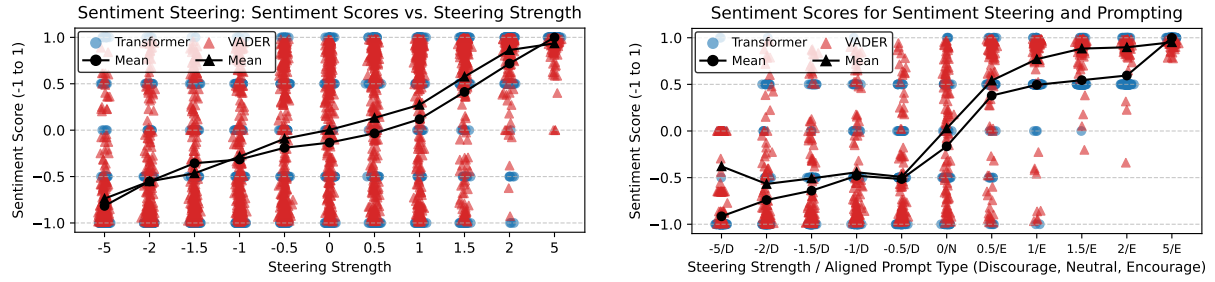 Sentiment Steering: Sentiment Scores vs. Steering Strength
Sentiment Score (-1 to 1)
1.0
0.5
0.0
−0.5
−1.0
Transformer
Mean
VADER
Mean
-5 -2 -1.5 -1 -0.5 0 0.5 1 1.5 2 5
Steering Strength
Sentiment Scores for Sentiment Steering and Prompting
Sentiment Score (-1 to 1)
1.0
0.5
0.0
−0.5
−1.0
Transformer
Mean
VADER
Mean
-5/D -2/D -1.5/D -1/D -0.5/D 0/N 0.5/E 1/E 1.5/E 2/E 5/E
Steering Strength / Aligned Prompt Type (Discourage, Neutral, Encourage)